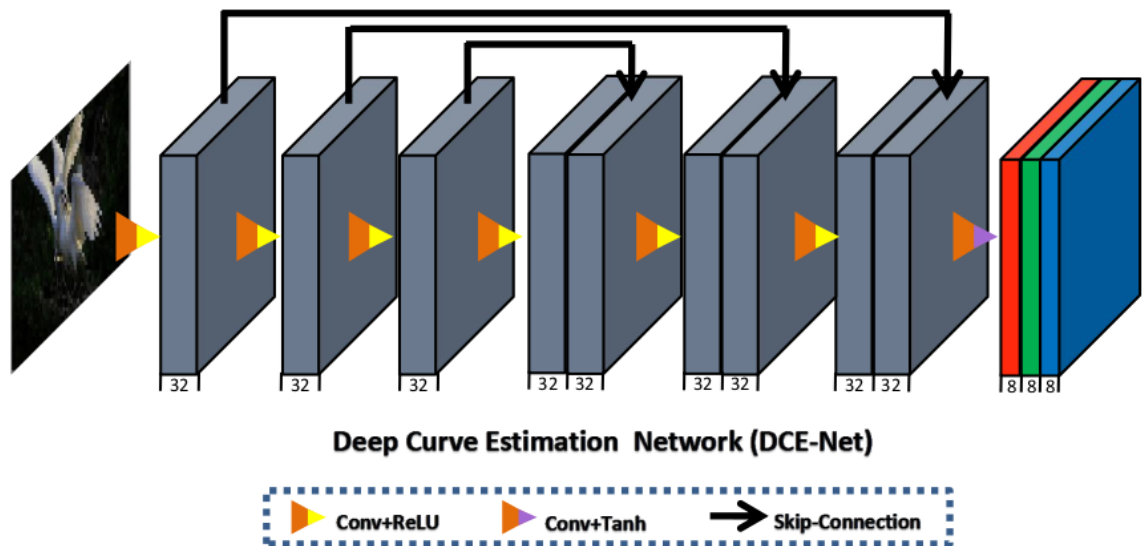 32 32 32 32 32 32 32 32 32 8 8 8
Deep Curve Estimation Network (DCE-Net)
Conv+ReLU Conv+Tanh Skip-Connection